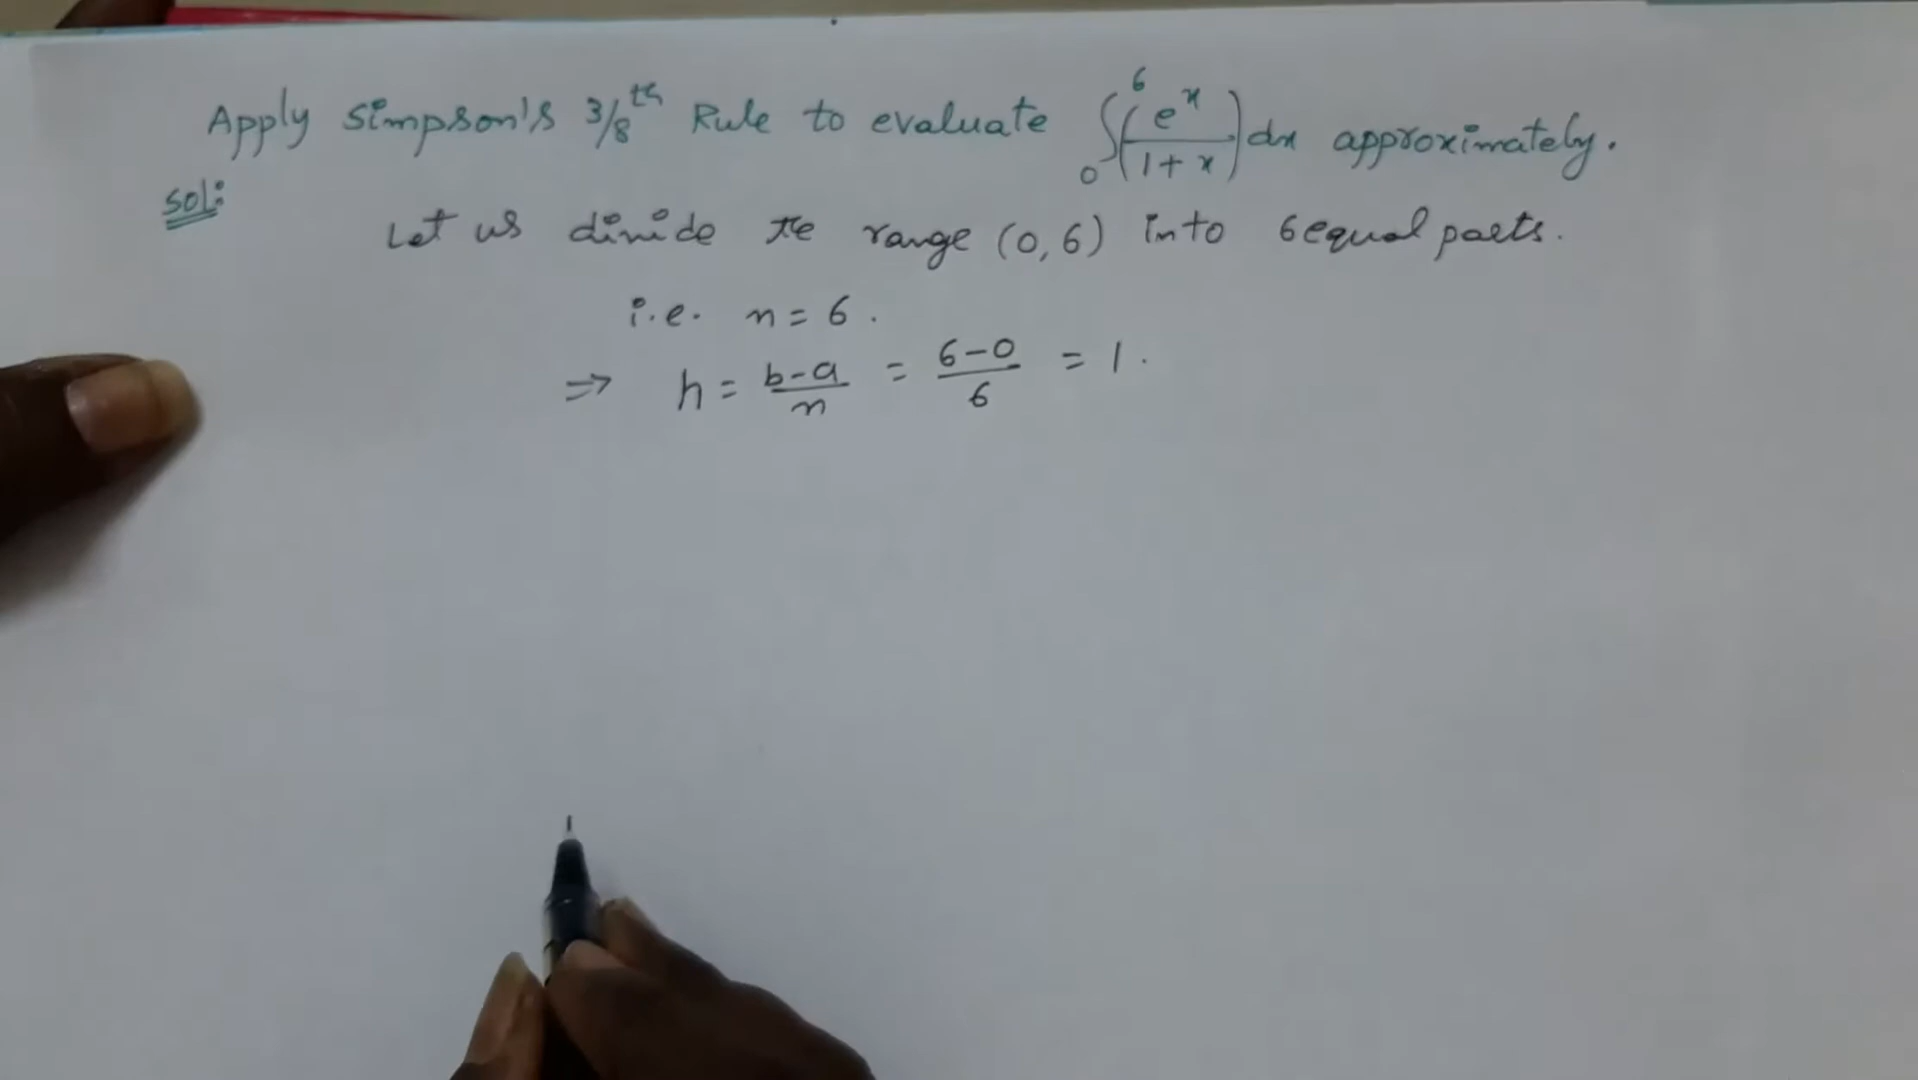 Apply Simpson's 3/8th Rule to evaluate ∫₀⁶ (e^x/(1+x)) dx approximately.
Sol:
Let us divide the range (0,6) into 6 equal parts.
i.e. n = 6.
⇒ h = (b-a)/n = (6-0)/6 = 1.